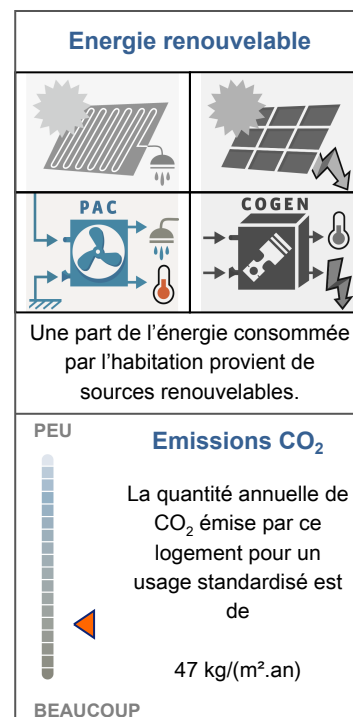 Energie renouvelable
PAC
COGEN
Une part de l’énergie consommée
par l’habitation provient de
sources renouvelables.
PEU
Emissions CO₂
La quantité annuelle de
CO₂ émise par ce
logement pour un
usage standardisé est
de
47 kg/(m².an)
BEAUCOUP